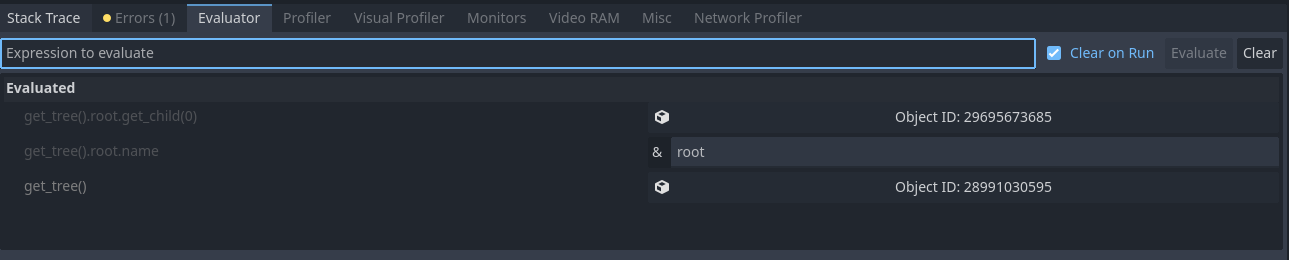 Stack Trace Errors (1) Evaluator Profiler Visual Profiler Monitors Video RAM Misc Network Profiler
Expression to evaluate Clear on Run Evaluate Clear
Evaluated
get_tree().root.get_child(0) Object ID: 29695673685
get_tree().root.name & root
get_tree() Object ID: 28991030595